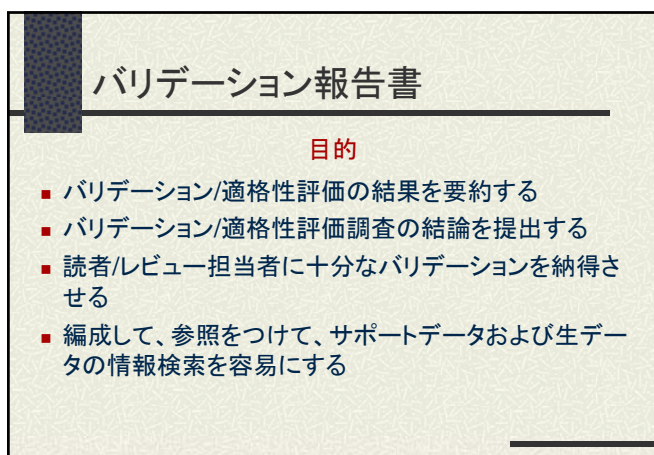 バリデーション報告書
目的
バリデーション/適格性評価の結果を要約する
バリデーション/適格性評価調査の結論を提出する
読者/レビュー担当者に十分なバリデーションを納得さ
せる
編成して、参照をつけて、サポートデータおよび生デー
タの情報検索を容易にする